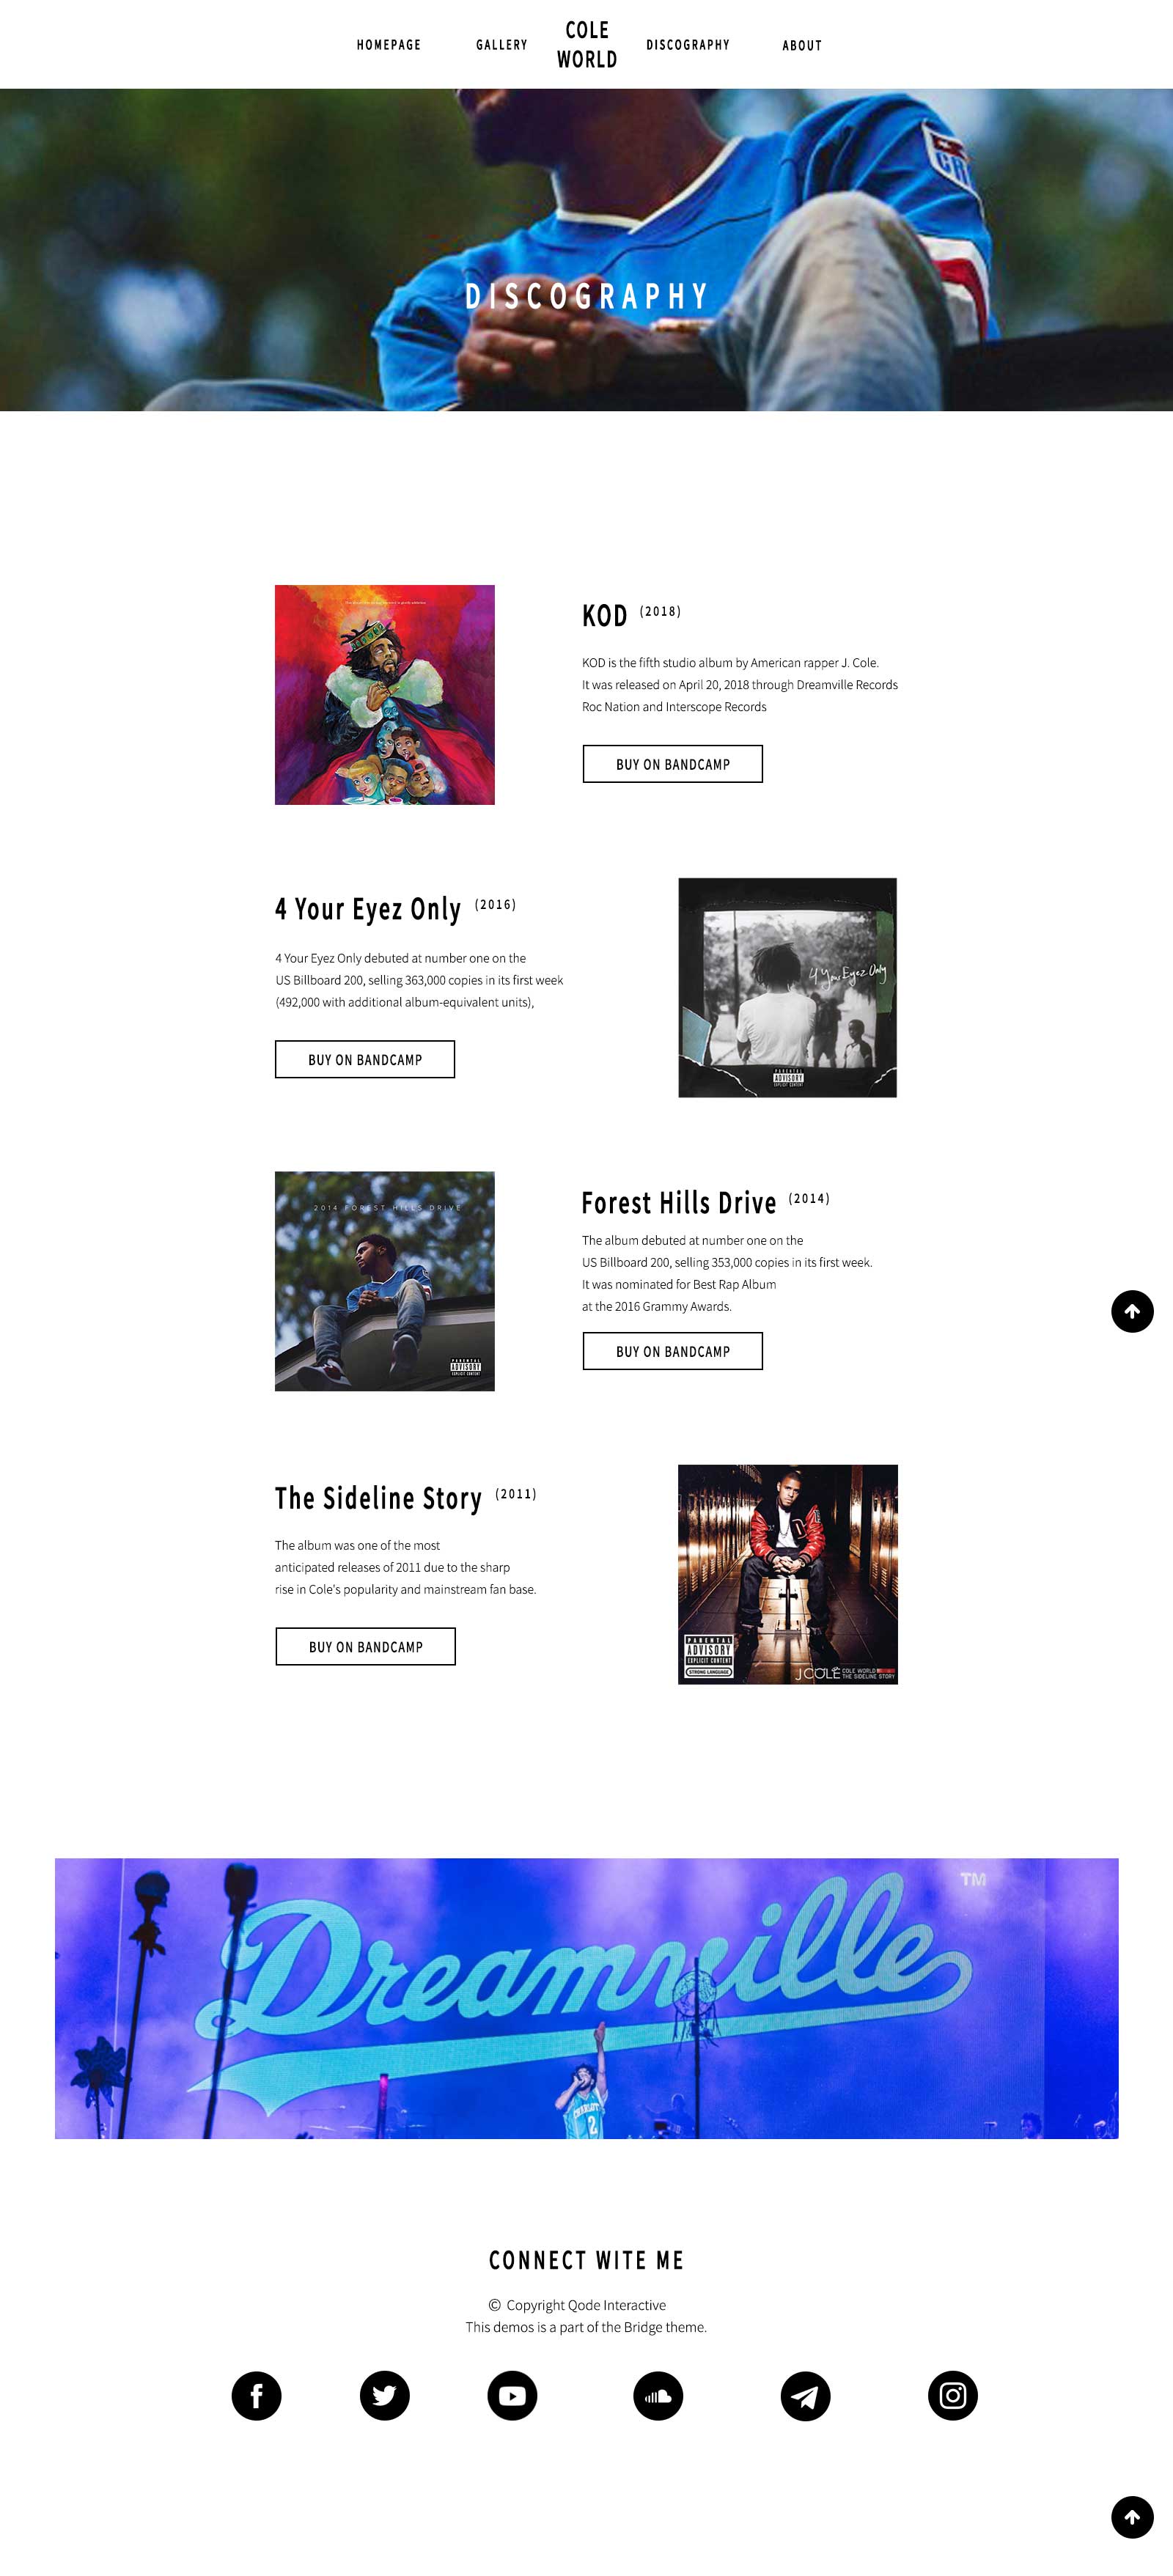 HOMEPAGE
GALLERY
COLE
WORLD
DISCOGRAPHY
ABOUT
DISCOGRAPHY
KOD (2018)
KOD is the fifth studio album by American rapper J. Cole.
It was released on April 20, 2018 through Dreamville Records
Roc Nation and Interscope Records
BUY ON BANDCAMP
4 Your Eyez Only (2016)
4 Your Eyez Only debuted at number one on the
US Billboard 200, selling 363,000 copies in its first week
(492,000 with additional album-equivalent units),
BUY ON BANDCAMP
4 Your Eyez Only
PARENTAL
ADVISORY
EXPLICIT CONTENT
2014 FOREST HILLS DRIVE
PARENTAL
ADVISORY
EXPLICIT CONTENT
Forest Hills Drive (2014)
The album debuted at number one on the
US Billboard 200, selling 353,000 copies in its first week.
It was nominated for Best Rap Album
at the 2016 Grammy Awards.
BUY ON BANDCAMP
The Sideline Story (2011)
The album was one of the most
anticipated releases of 2011 due to the sharp
rise in Cole's popularity and mainstream fan base.
BUY ON BANDCAMP
PARENTAL
ADVISORY
EXPLICIT CONTENT
STRONG LANGUAGE
J COLE COLE WORLD
THE SIDELINE STORY
Dreamville TM
CHARLOTTE
2
CONNECT WITE ME
© Copyright Qode Interactive
This demos is a part of the Bridge theme.